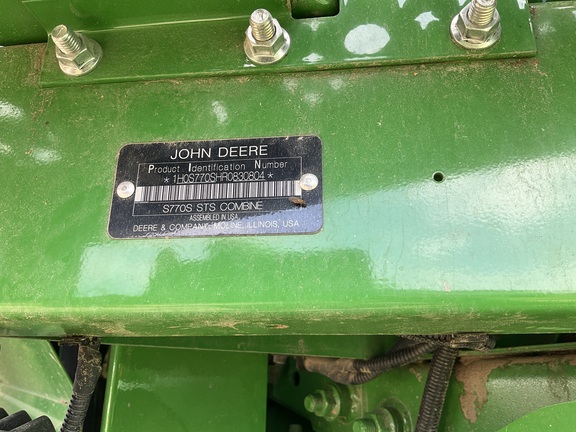 JOHN DEERE
Product Identification Number
*1H0S770SHR0830804*
S770S STS COMBINE
ASSEMBLED IN USA
DEERE & COMPANY, MOLINE, ILLINOIS, USA